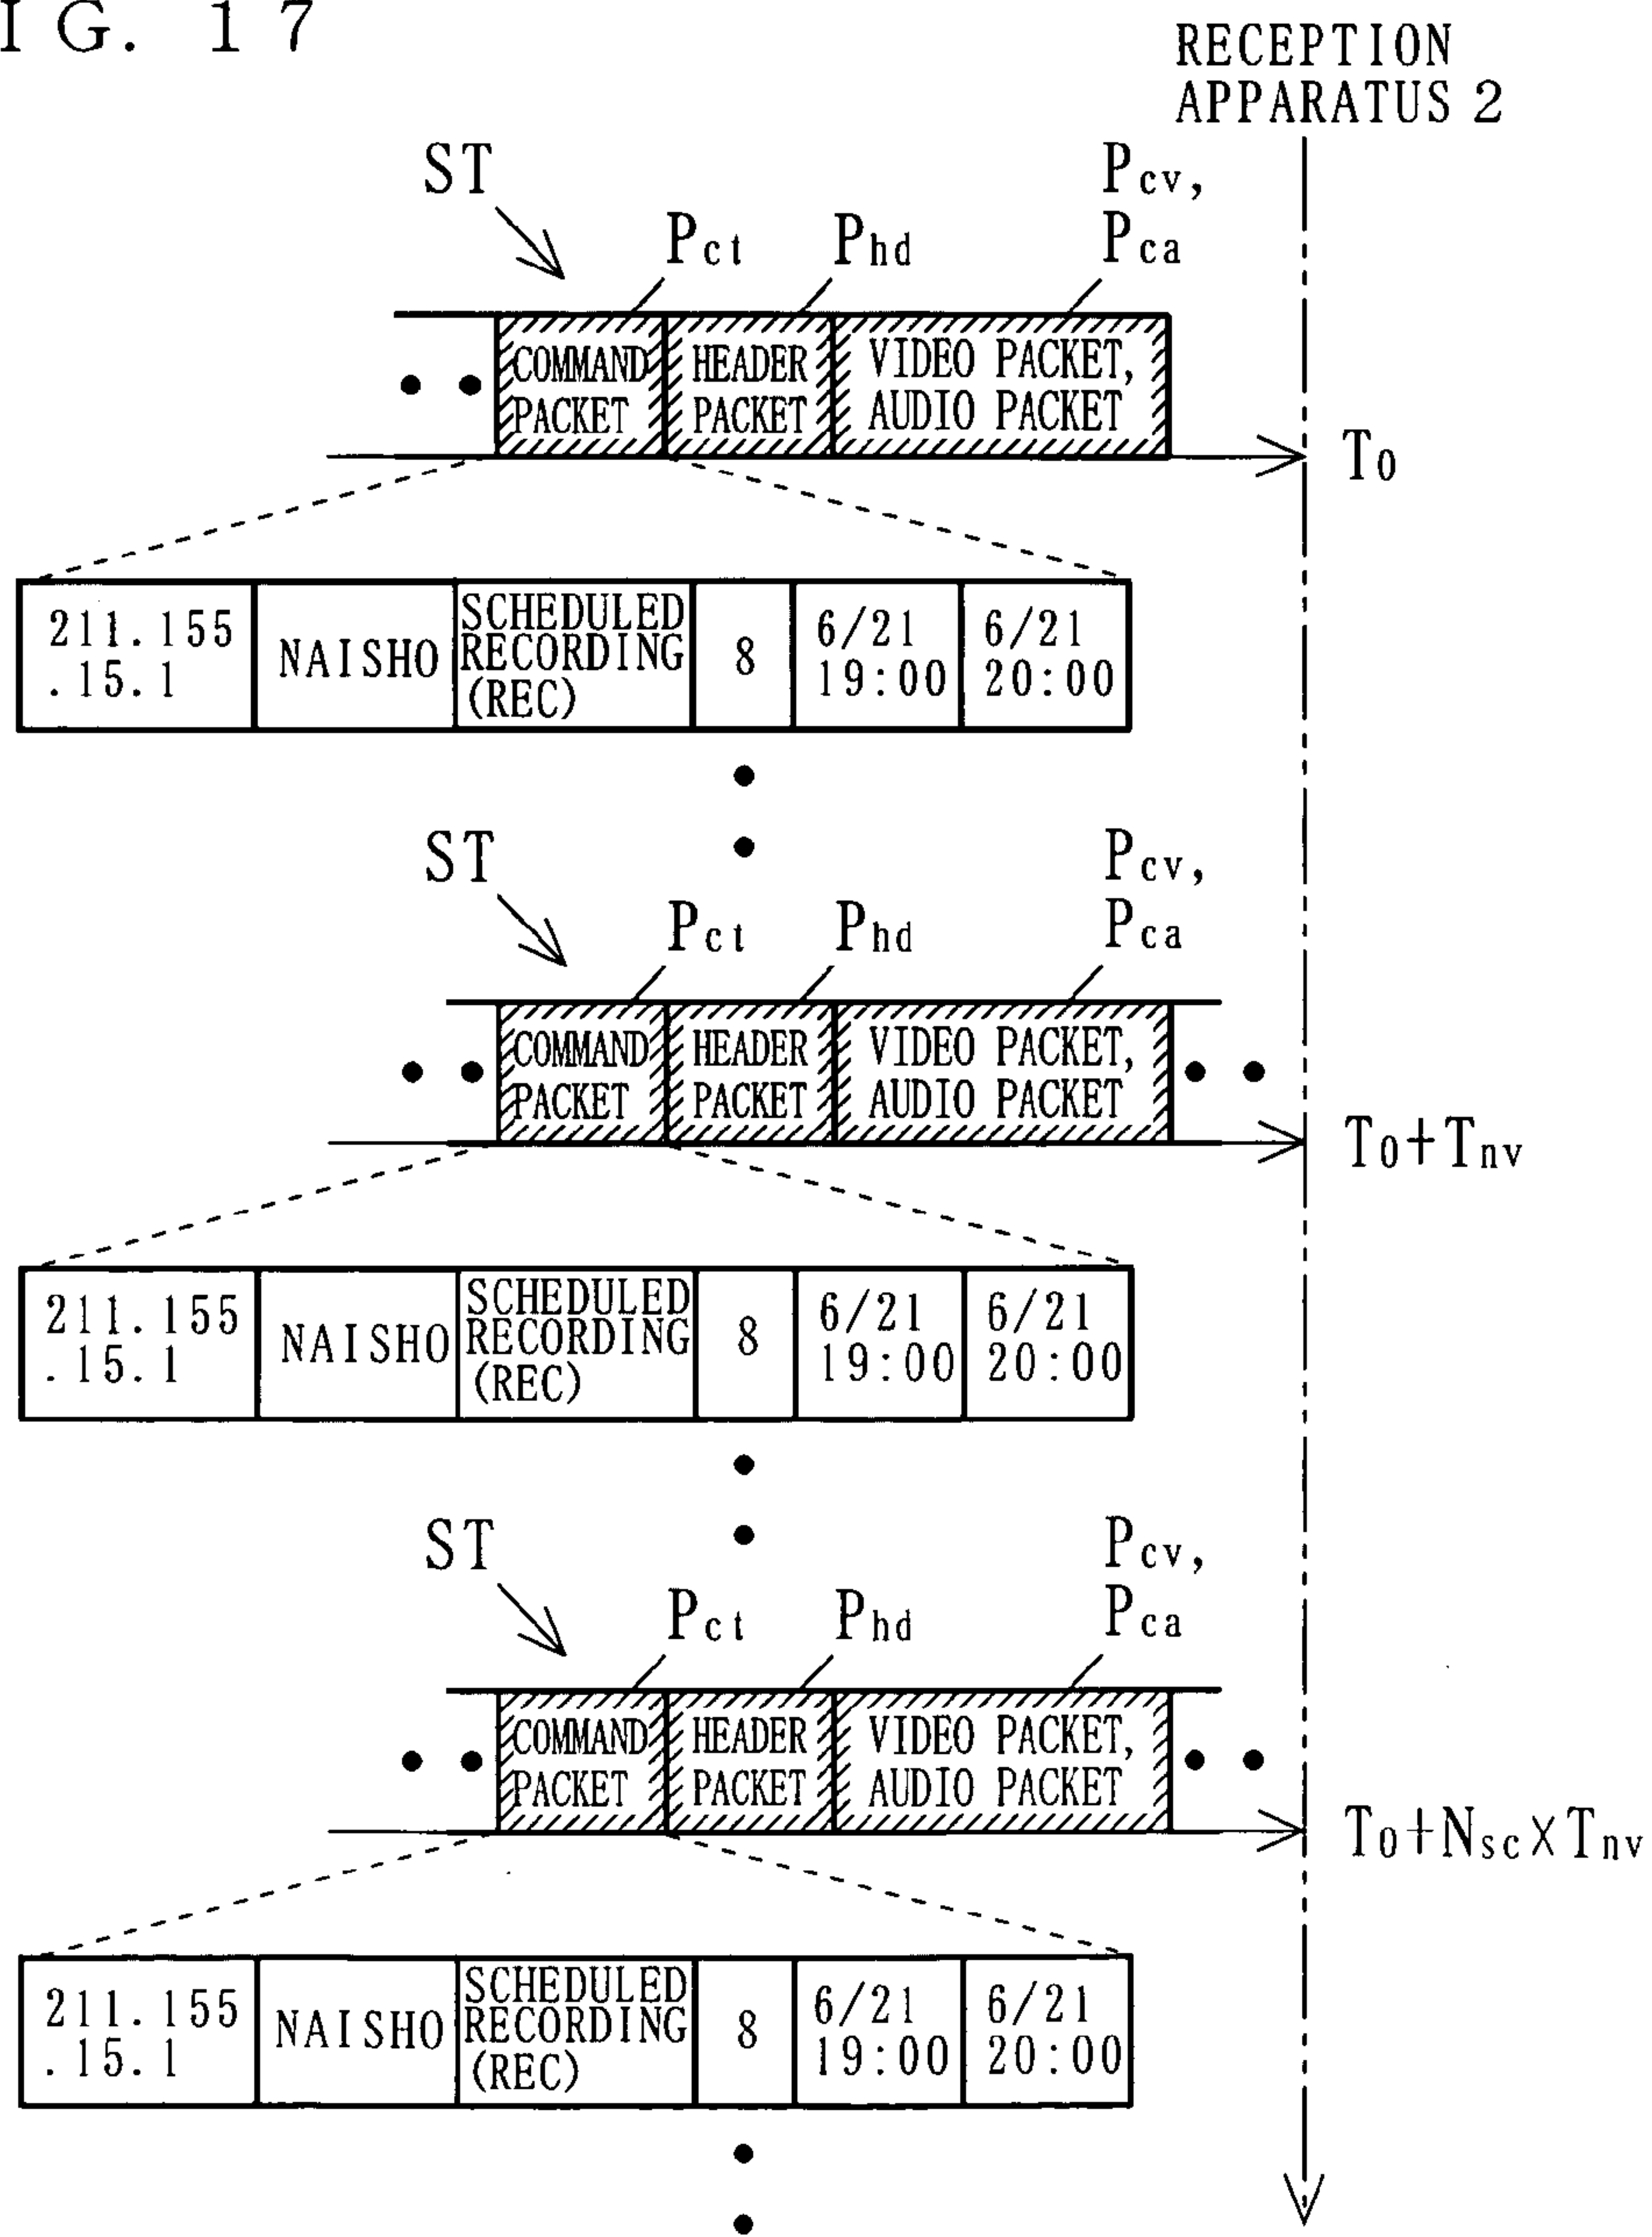 IG. 17
RECEPTION
APPARATUS 2
ST
Pct
Phd
Pcv,
Pca
COMMAND
PACKET
HEADER
PACKET
VIDEO PACKET,
AUDIO PACKET
T0
211.155
.15.1
NAISHO
SCHEDULED
RECORDING
(REC)
8
6/21
19:00
6/21
20:00
ST
Pct
Phd
Pcv,
Pca
COMMAND
PACKET
HEADER
PACKET
VIDEO PACKET,
AUDIO PACKET
T0+Tnv
211.155
.15.1
NAISHO
SCHEDULED
RECORDING
(REC)
8
6/21
19:00
6/21
20:00
ST
Pct
Phd
Pcv,
Pca
COMMAND
PACKET
HEADER
PACKET
VIDEO PACKET,
AUDIO PACKET
T0+Nsc×Tnv
211.155
.15.1
NAISHO
SCHEDULED
RECORDING
(REC)
8
6/21
19:00
6/21
20:00